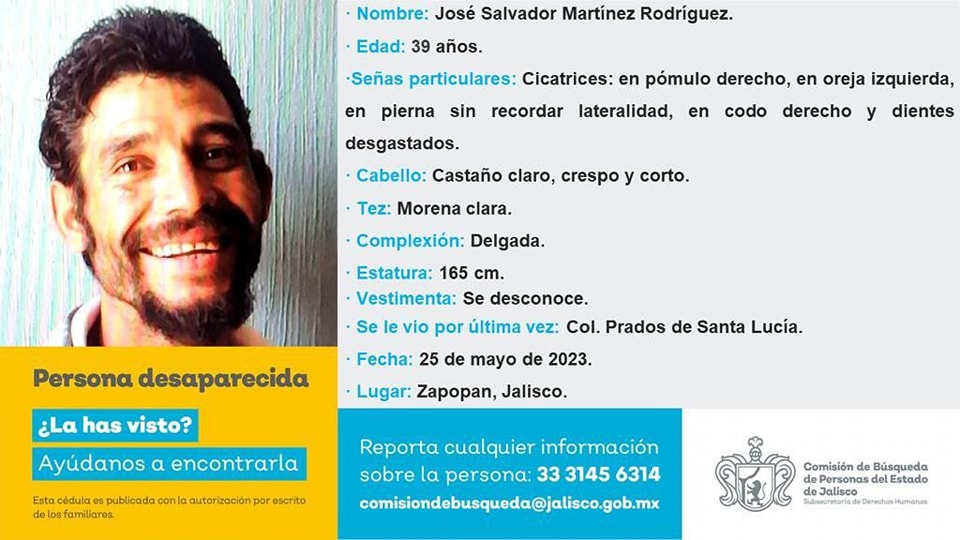 · Nombre: José Salvador Martínez Rodríguez.
· Edad: 39 años.
·Señas particulares: Cicatrices: en pómulo derecho, en oreja izquierda,
en pierna sin recordar lateralidad, en codo derecho y dientes
desgastados.
· Cabello: Castaño claro, crespo y corto.
· Tez: Morena clara.
· Complexión: Delgada.
· Estatura: 165 cm.
· Vestimenta: Se desconoce.
· Se le vio por última vez: Col. Prados de Santa Lucía.
· Fecha: 25 de mayo de 2023.
· Lugar: Zapopan, Jalisco.
Persona desaparecida
¿La has visto?
Ayúdanos a encontrarla
Esta cédula es publicada con la autorización por escrito
de los familiares.
Reporta cualquier información
sobre la persona: 33 3145 6314
comisiondebusqueda@jalisco.gob.mx
Comisión de Búsqueda
de Personas del Estado
de Jalisco
Subsecretaría de Derechos Humanos